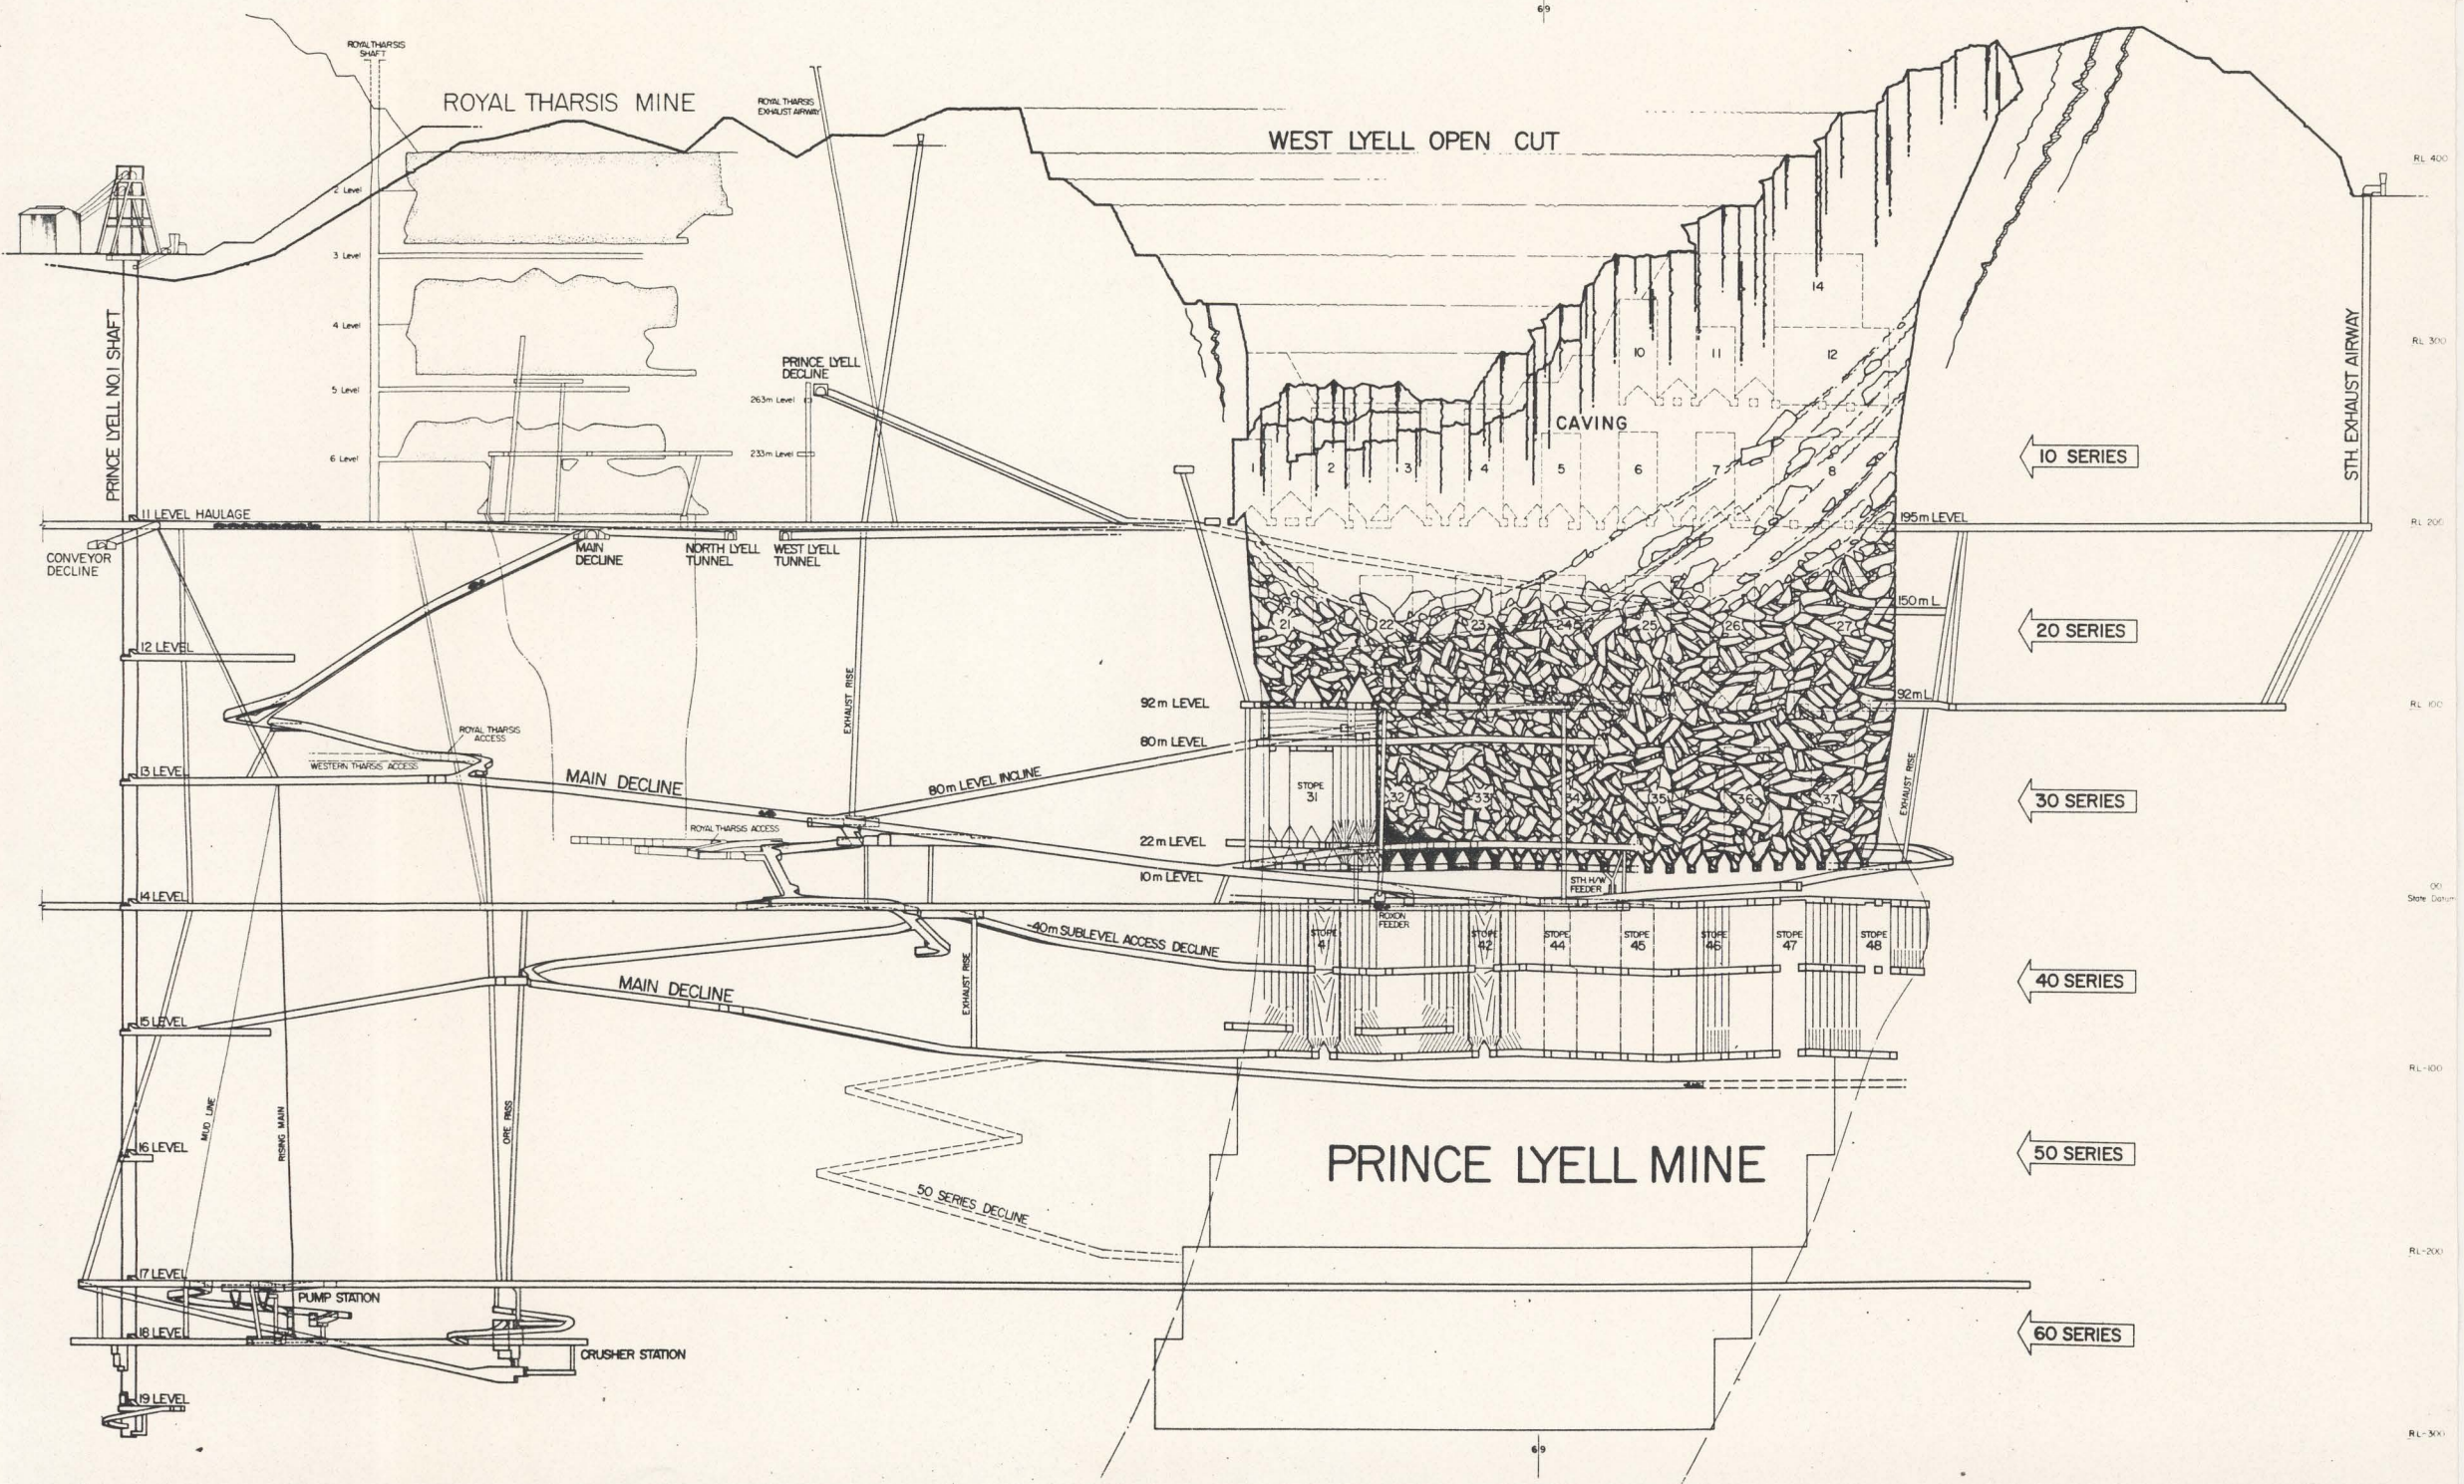 69
ROYAL THARSIS
SHAFT
ROYAL THARSIS MINE
ROYAL THARSIS
EXHAUST AIRWAY
WEST LYELL OPEN CUT
RL 400
2 Level
3 Level
4 Level
5 Level
6 Level
PRINCE LYELL NO.1 SHAFT
PRINCE LYELL
DECLINE
263m Level
233m Level
14
10
11
12
RL 300
STH. EXHAUST AIRWAY
CAVING
1
2
3
4
5
6
7
8
10 SERIES
11 LEVEL HAULAGE
195m LEVEL
RL 200
CONVEYOR
DECLINE
MAIN
DECLINE
NORTH LYELL
TUNNEL
WEST LYELL
TUNNEL
150m L
21
22
23
24
25
26
27
20 SERIES
12 LEVEL
EXHAUST RISE
92m LEVEL
92m L
RL 100
ROYAL THARSIS
ACCESS
WESTERN THARSIS ACCESS
80m LEVEL
13 LEVEL
MAIN DECLINE
80m LEVEL INCLINE
STOPE
31
32
33
34
35
36
37
EXHAUST RISE
30 SERIES
ROYAL THARSIS ACCESS
22m LEVEL
10m LEVEL
STH H/W
FEEDER
00
State Datum
14 LEVEL
ROXON
FEEDER
-40m SUBLEVEL ACCESS DECLINE
STOPE
41
STOPE
42
STOPE
44
STOPE
45
STOPE
46
STOPE
47
STOPE
48
40 SERIES
MAIN DECLINE
EXHAUST RISE
15 LEVEL
RL-100
MUD LINE
RISING MAIN
ORE PASS
16 LEVEL
PRINCE LYELL MINE
50 SERIES
50 SERIES DECLINE
RL-200
17 LEVEL
PUMP STATION
18 LEVEL
CRUSHER STATION
60 SERIES
19 LEVEL
69
RL-300